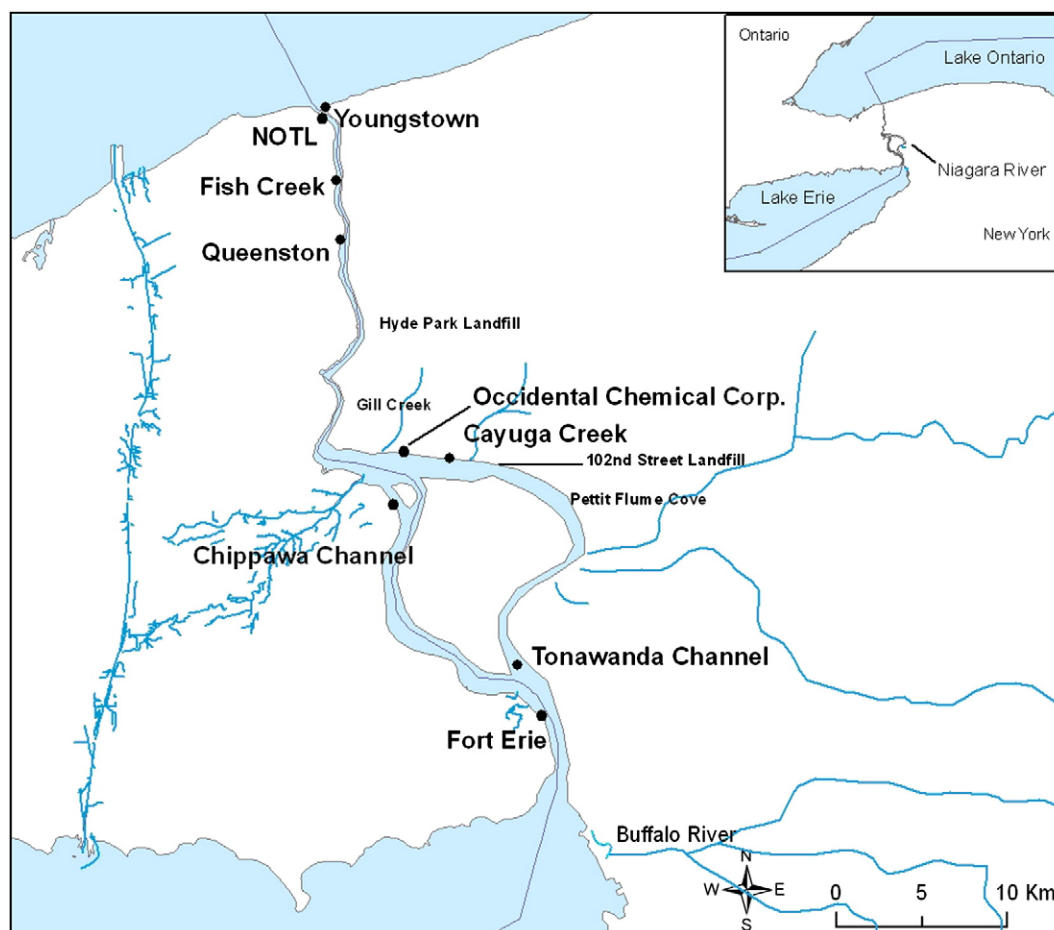 Ontario
Lake Ontario
Niagara River
Lake Erie
New York
Youngstown
NOTL
Fish Creek
Queenston
Hyde Park Landfill
Gill Creek
Occidental Chemical Corp.
Cayuga Creek
102nd Street Landfill
Pettit Flume Cove
Chippawa Channel
Tonawanda Channel
Fort Erie
Buffalo River
N
W
E
S
0
5
10 Km